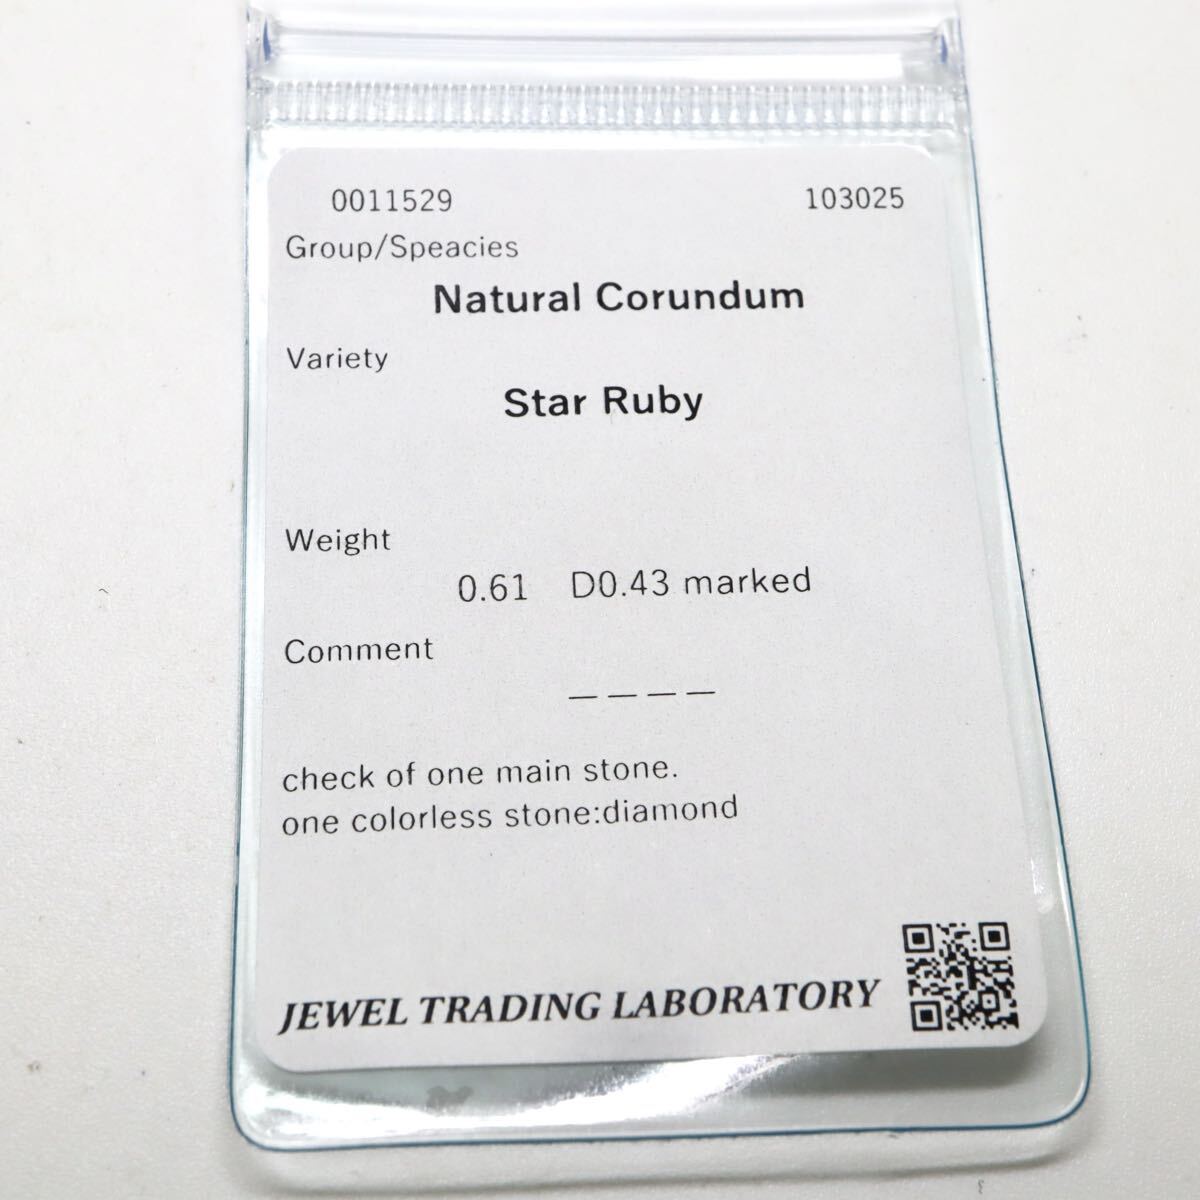 0011529 103025
Group/Speacies
Natural Corundum
Variety
Star Ruby
Weight
0.61 D0.43 marked
Comment
————
check of one main stone.
one colorless stone:diamond
JEWEL TRADING LABORATORY